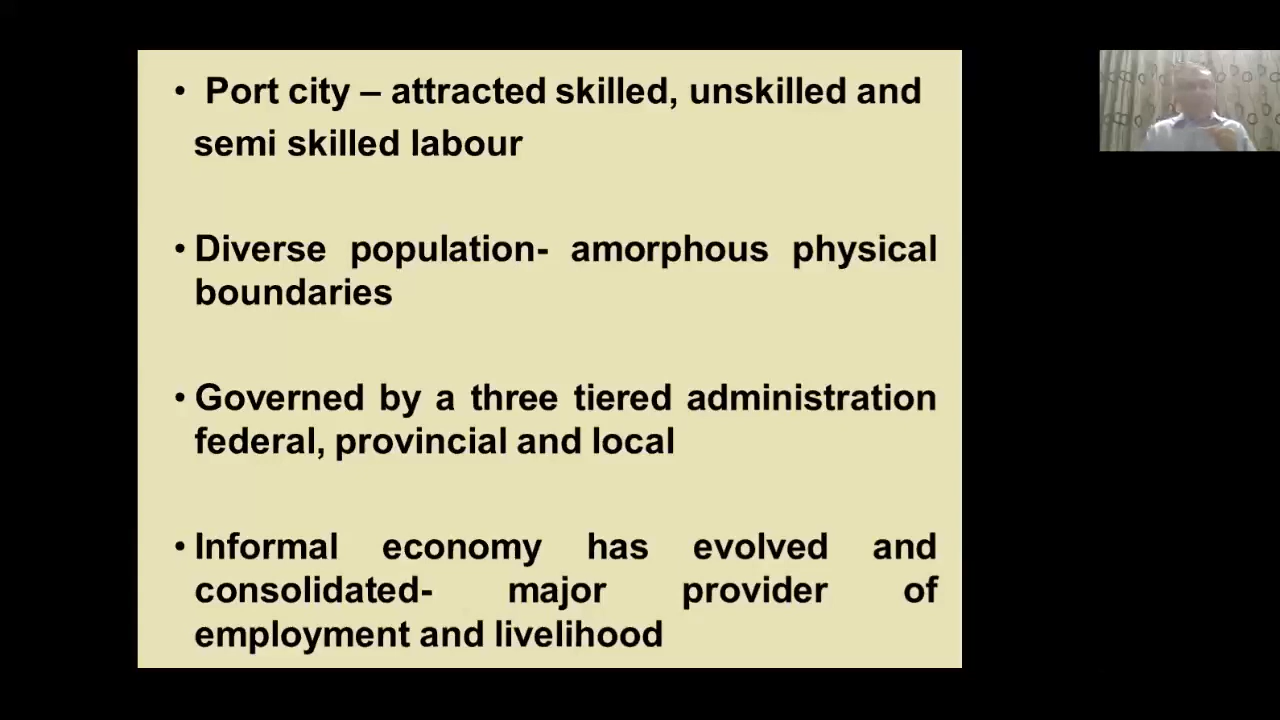 • Port city – attracted skilled, unskilled and
semi skilled labour
• Diverse population- amorphous physical
boundaries
• Governed by a three tiered administration
federal, provincial and local
• Informal economy has evolved and
consolidated- major provider of
employment and livelihood